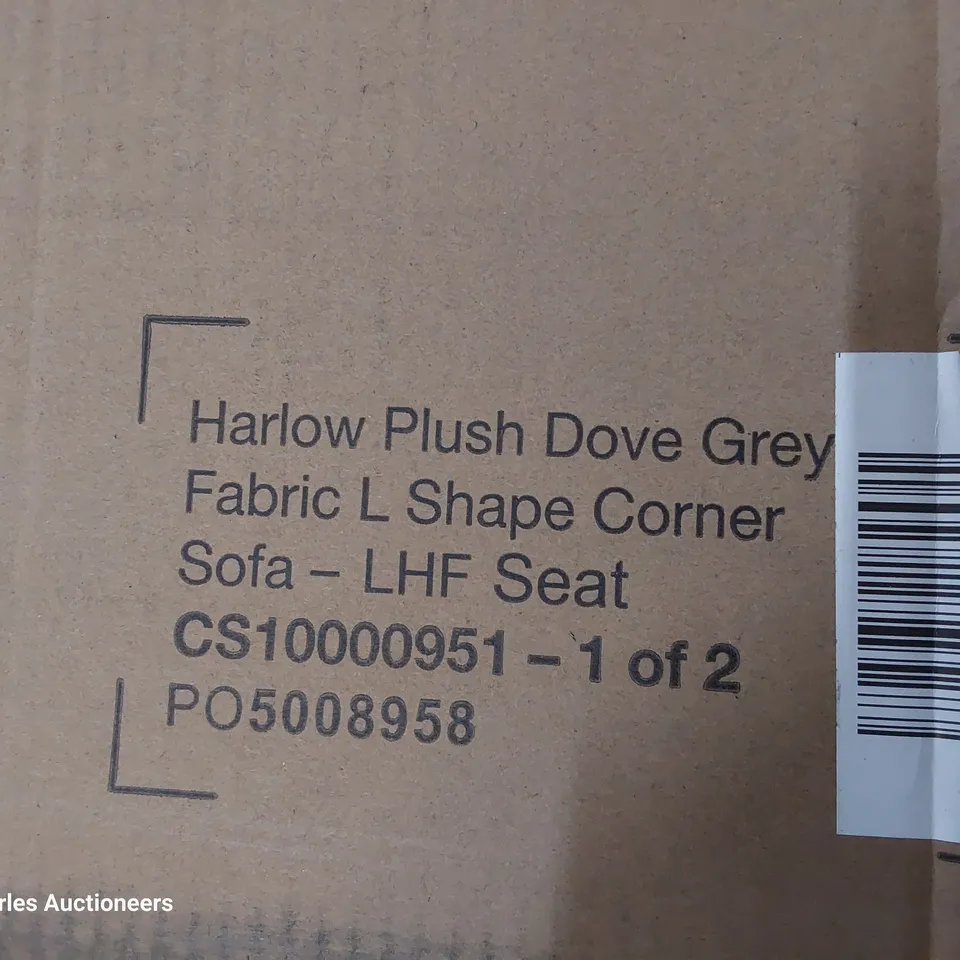 Harlow Plush Dove Grey
Fabric L Shape Corner
Sofa – LHF Seat
CS10000951 – 1 of 2
PO5008958
rles Auctioneers